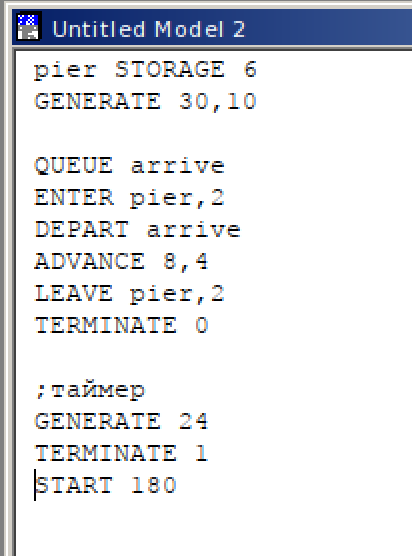 Untitled Model 2
pier STORAGE 6
GENERATE 30,10
QUEUE arrive
ENTER pier,2
DEPART arrive
ADVANCE 8,4
LEAVE pier,2
TERMINATE 0
;таймер
GENERATE 24
TERMINATE 1
START 180